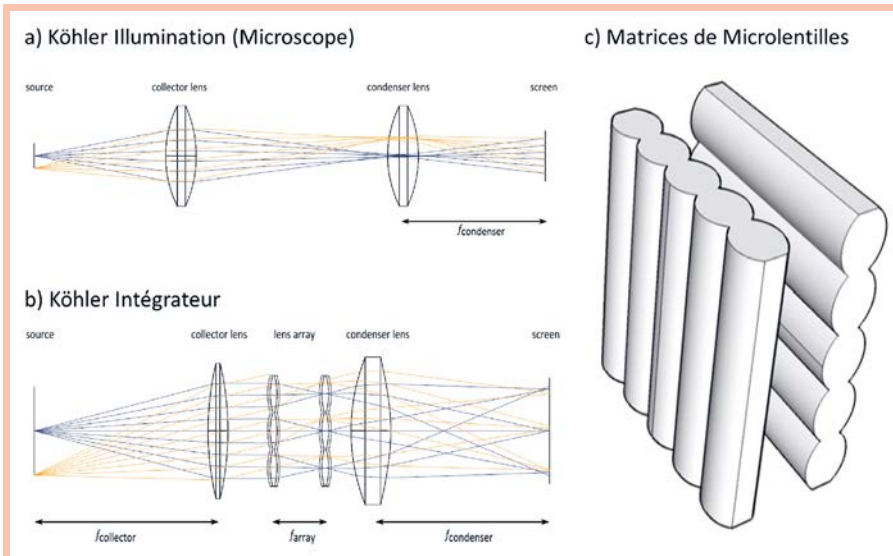 a) Köhler Illumination (Microscope)
source collector lens condenser lens screen
fcondenser
b) Köhler Intégrateur
source collector lens lens array condenser lens screen
fcollector farray fcondenser
c) Matrices de Microlentilles